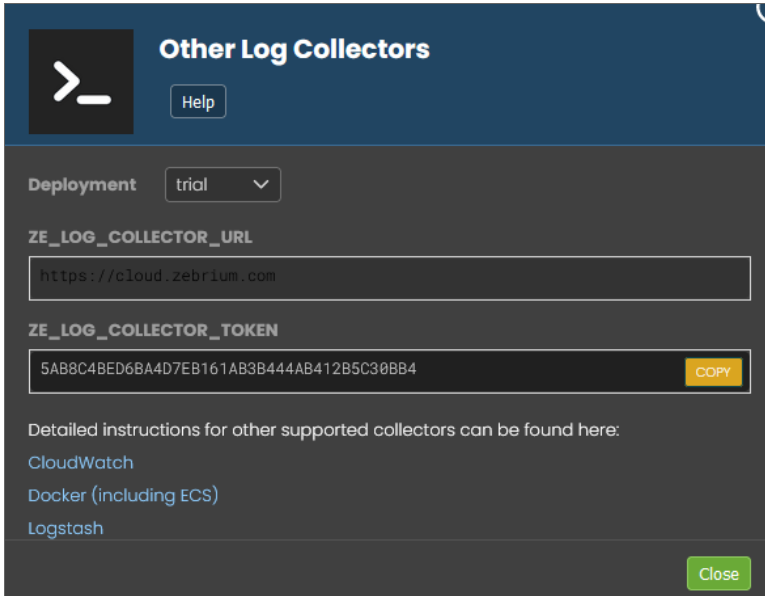 Other Log Collectors
Help
Deployment trial
ZE_LOG_COLLECTOR_URL
https://cloud.zebrium.com
ZE_LOG_COLLECTOR_TOKEN
5AB8C4BED6BA4D7EB161AB3B444AB412B5C30BB4 COPY
Detailed instructions for other supported collectors can be found here:
CloudWatch
Docker (including ECS)
Logstash
Close